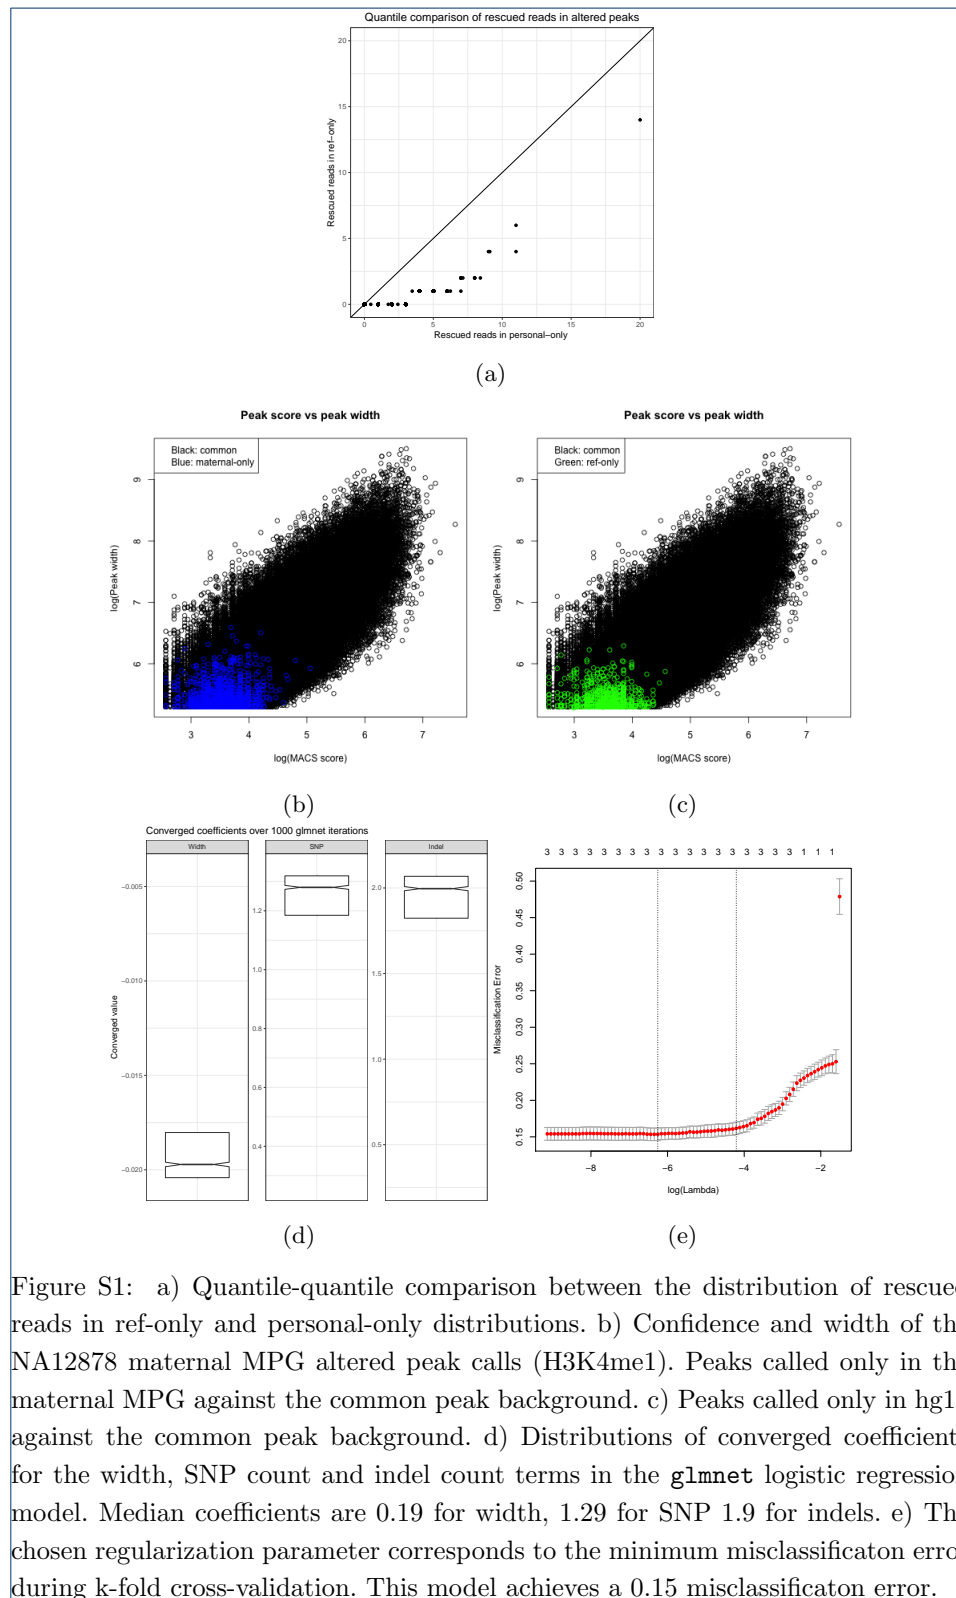 Quantile comparison of rescued reads in altered peaks
20
15
10
5
0
Rescued reads in ref−only
0 5 10 15 20
Rescued reads in personal−only
(a)
Peak score vs peak width
Black: common
Blue: maternal-only
9
8
7
6
log(Peak width)
3 4 5 6 7
log(MACS score)
(b)
Peak score vs peak width
Black: common
Green: ref-only
9
8
7
6
log(Peak width)
3 4 5 6 7
log(MACS score)
(c)
Converged coefficients over 1000 glmnet iterations
Width SNP Indel
Converged value
−0.005
−0.010
−0.015
−0.020
1.2
1.0
0.8
0.6
0.4
2.0
1.5
1.0
0.5
(d)
3 3 3 3 3 3 3 3 3 3 3 3 3 3 1 1 1
Misclassification Error
0.50
0.45
0.40
0.35
0.30
0.25
0.20
0.15
−8 −6 −4 −2
log(Lambda)
(e)
Figure S1: a) Quantile-quantile comparison between the distribution of rescue
reads in ref-only and personal-only distributions. b) Confidence and width of th
NA12878 maternal MPG altered peak calls (H3K4me1). Peaks called only in th
maternal MPG against the common peak background. c) Peaks called only in hg1
against the common peak background. d) Distributions of converged coefficient
for the width, SNP count and indel count terms in the glmnet logistic regressio
model. Median coefficients are 0.19 for width, 1.29 for SNP 1.9 for indels. e) Th
chosen regularization parameter corresponds to the minimum misclassificaton erro
during k-fold cross-validation. This model achieves a 0.15 misclassificaton error.